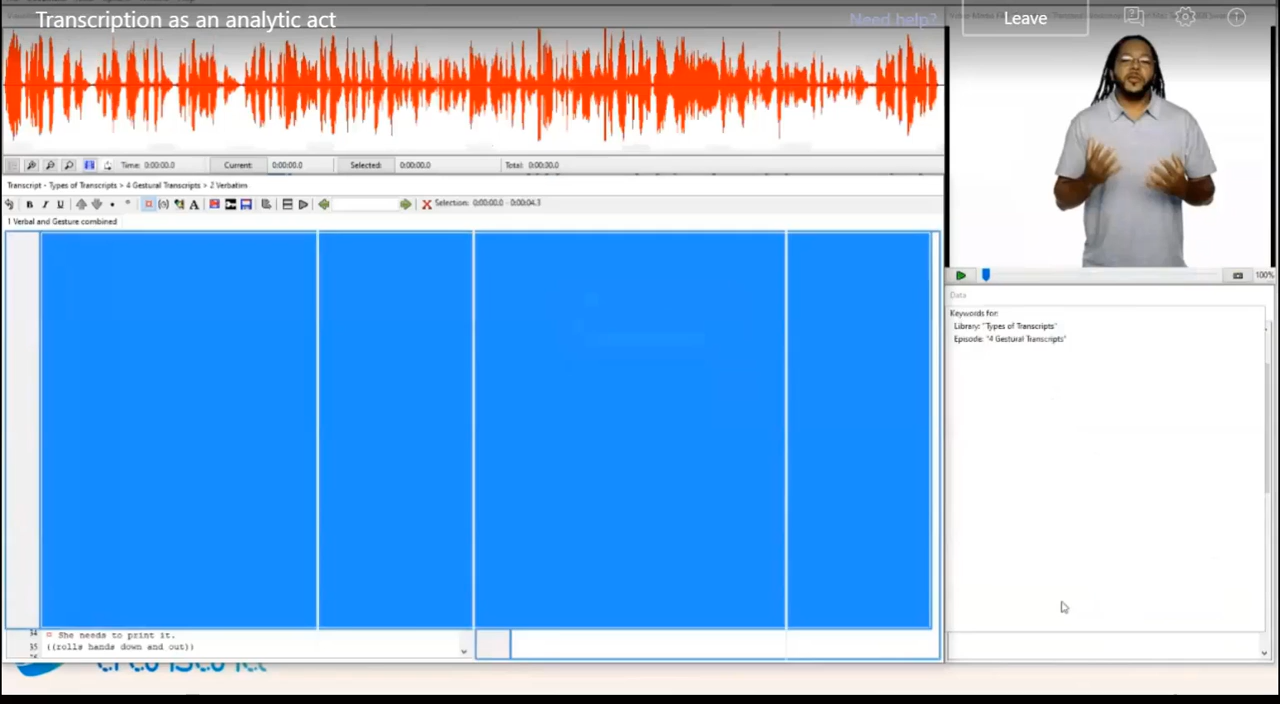 Transcription as an analytic act
Need help?
Leave
Time: 0:00:00.0
Current:
0:00:00.0
Selected:
0:00:00.0
Total: 0:00:00.0
Transcript - Types of Transcripts > 4 Gestural Transcripts > 2 Verbatim
B I U
A
Selection: 0:00:00.0 - 0:00:04.3
1 Verbal and Gesture combined
100%
Data
Keywords for:
Library: "Types of Transcripts"
Episode: "4 Gestural Transcripts"
34 She needs to print it.
35 ((rolls hands down and out))